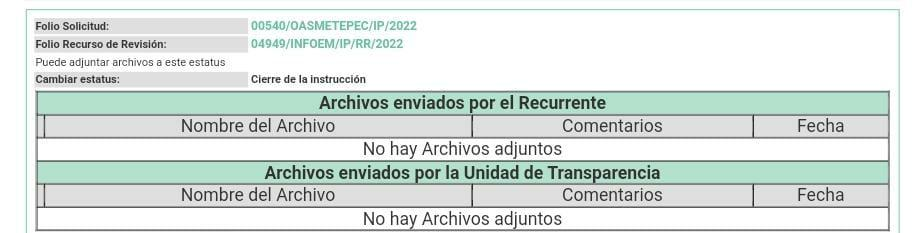 Folio Solicitud: 00540/OASMETEPEC/IP/2022
Folio Recurso de Revisión: 04949/INFOEM/IP/RR/2022
Puede adjuntar archivos a este estatus
Cambiar estatus: Cierre de la instrucción
Archivos enviados por el Recurrente
Nombre del Archivo Comentarios Fecha
No hay Archivos adjuntos
Archivos enviados por la Unidad de Transparencia
Nombre del Archivo Comentarios Fecha
No hay Archivos adjuntos